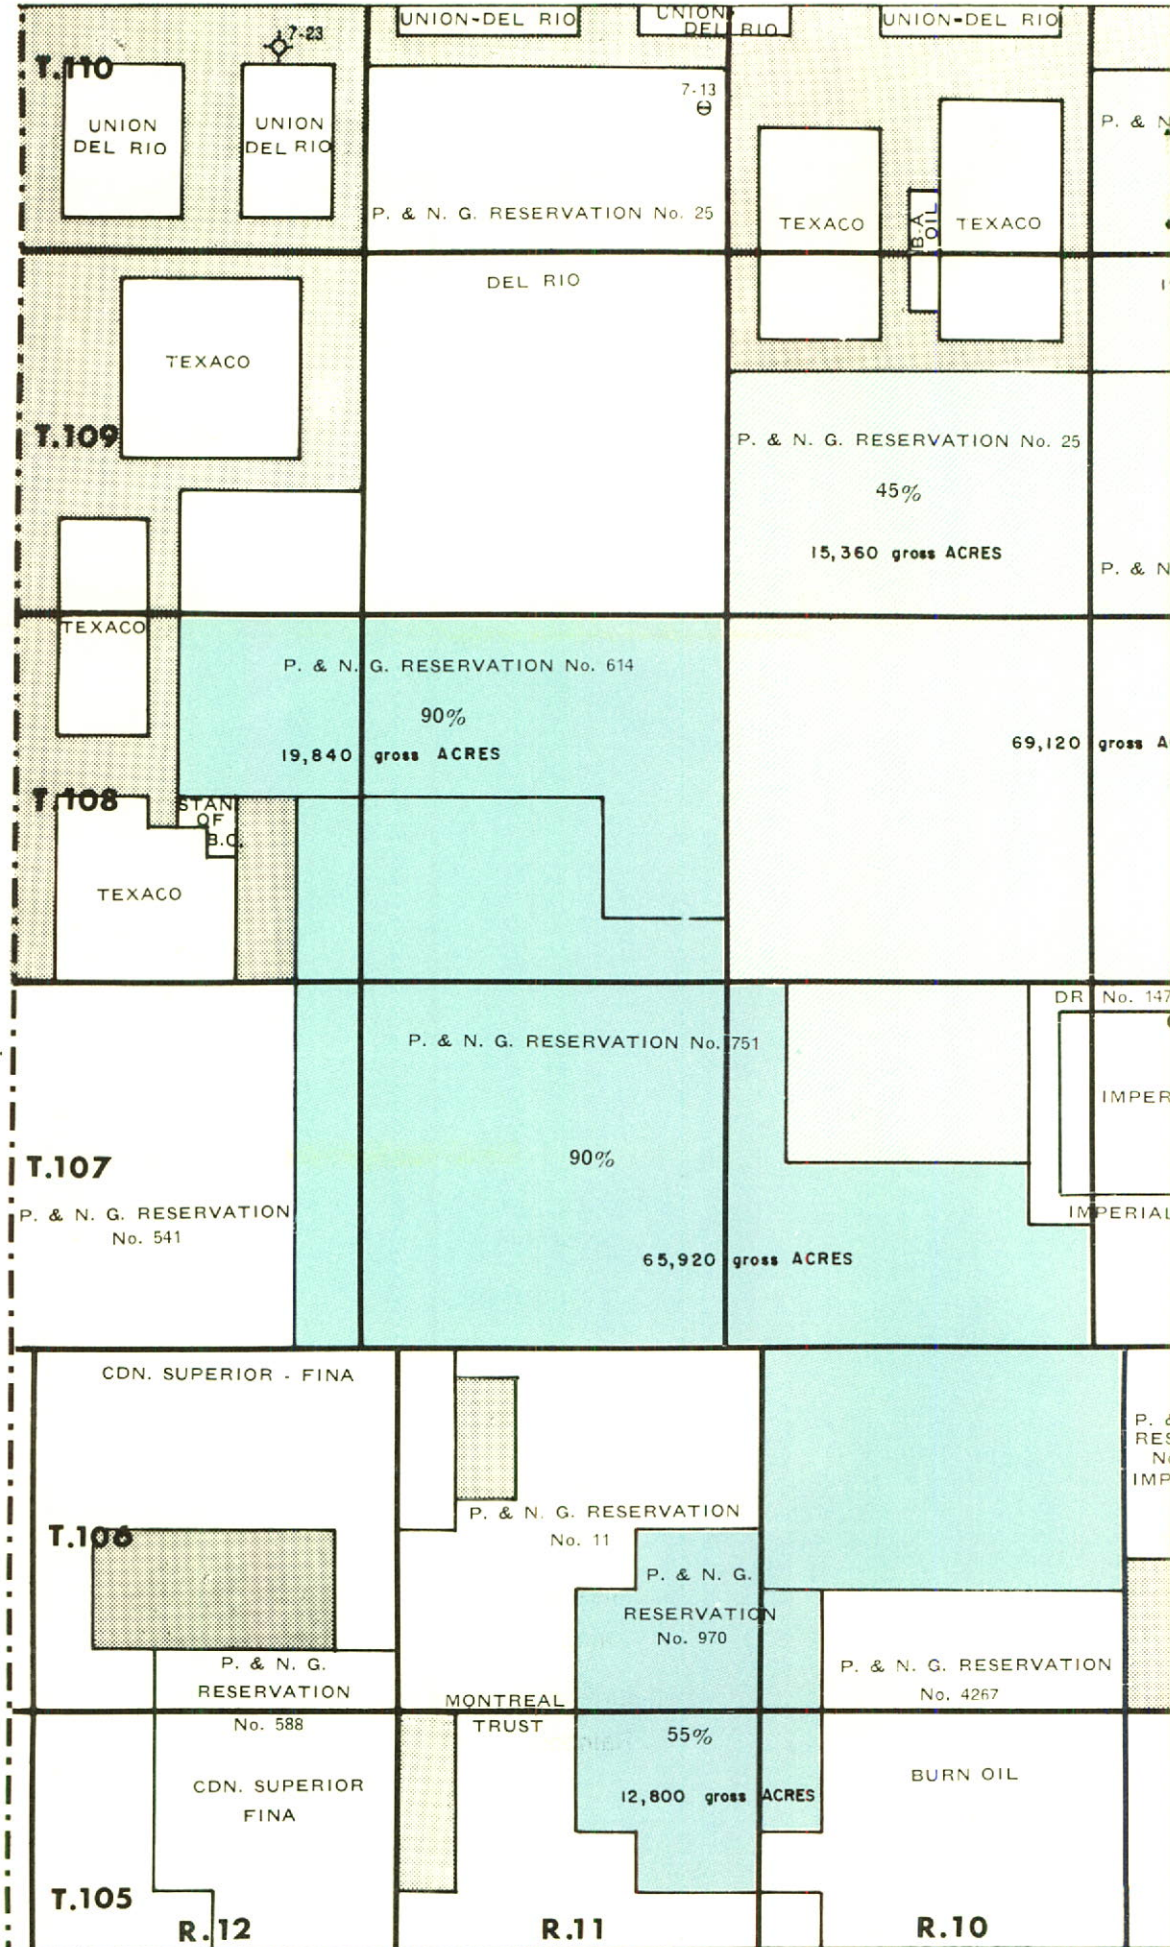 UNION-DEL RIO
UNION
DEL RIO
UNION-DEL RIO
7-23
T.110
7-13
UNION
DEL RIO
UNION
DEL RIO
P. & N
P. & N. G. RESERVATION No. 25
TEXACO
B-A
OIL
TEXACO
DEL RIO
TEXACO
T.109
P. & N. G. RESERVATION No. 25
45%
15,360 gross ACRES
P. & N
TEXACO
P. & N. G. RESERVATION No. 614
90%
19,840 gross ACRES
69,120 gross A
T.108
STAN
OF
B.C.
TEXACO
DR No. 147
P. & N. G. RESERVATION No. 751
IMPER
90%
T.107
P. & N. G. RESERVATION
No. 541
IMPERIAL
65,920 gross ACRES
CDN. SUPERIOR - FINA
P. &
RES
No
IMP
P. & N. G. RESERVATION
No. 11
T.106
P. & N. G.
RESERVATION
No. 970
P. & N. G.
RESERVATION
No. 588
P. & N. G. RESERVATION
No. 4267
MONTREAL
TRUST
55%
12,800 gross ACRES
CDN. SUPERIOR
FINA
BURN OIL
T.105
R.12
R.11
R.10